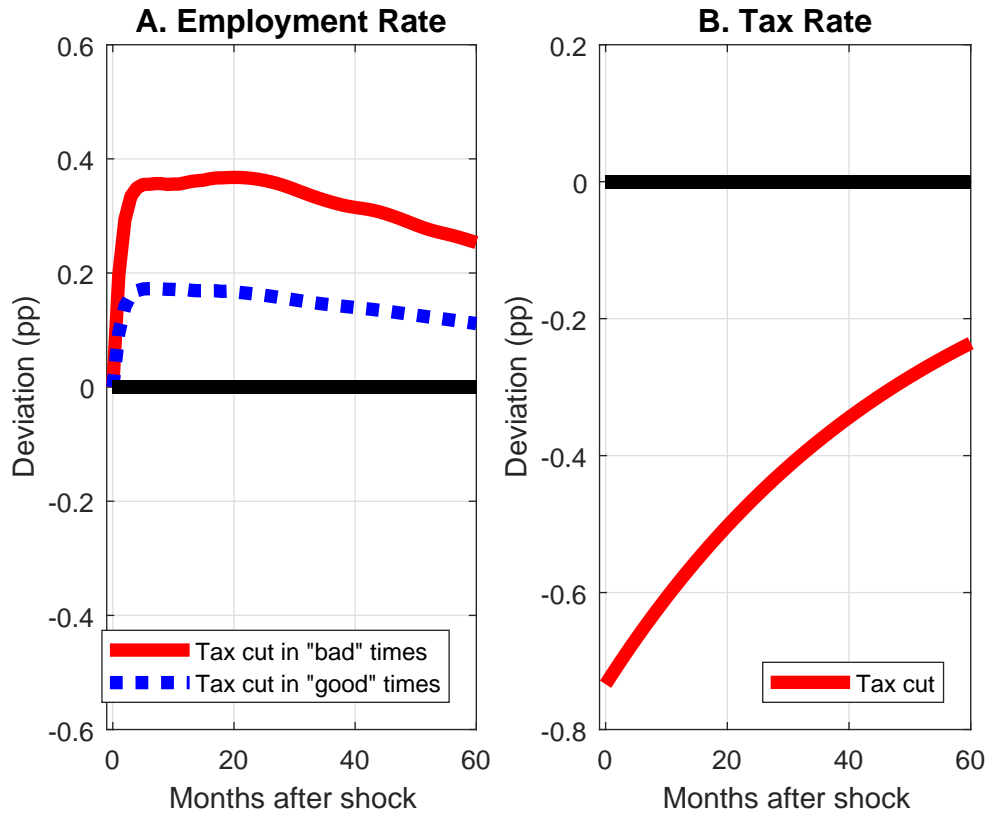 A. Employment Rate
0.6
0.4
0.2
0
-0.2
-0.4
-0.6
Deviation (pp)
0
20
40
60
Months after shock
Tax cut in "bad" times
Tax cut in "good" times
B. Tax Rate
0.2
0
-0.2
-0.4
-0.6
-0.8
Deviation (pp)
0
20
40
60
Months after shock
Tax cut